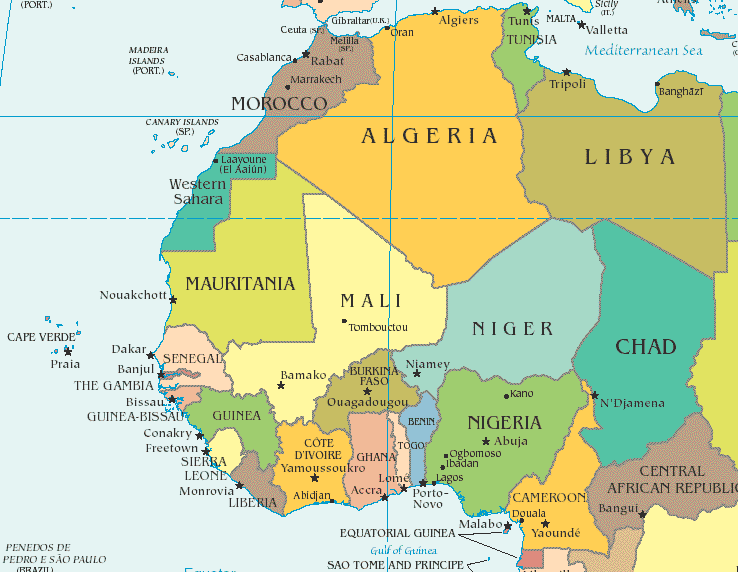 (PORT.)
Gibraltar(U.K.)
Ceuta (SP.)
Melilla
(SP.)
Oran
Algiers
Tunis
TUNISIA
Sicily
(IT.)
MALTA
Valletta
Mediterranean Sea
MADEIRA
ISLANDS
(PORT.)
Casablanca
Rabat
Marrakech
MOROCCO
Tripoli
Banghāzī
CANARY ISLANDS
(SP.)
ALGERIA
LIBYA
Laayoune
(El Aaiún)
Western
Sahara
MAURITANIA
Nouakchott
MALI
Tombouctou
NIGER
CHAD
CAPE VERDE
Praia
Dakar
SENEGAL
Banjul
THE GAMBIA
Bissau
GUINEA-BISSAU
Bamako
BURKINA
FASO
Ouagadougou
Niamey
Kano
N'Djamena
GUINEA
Conakry
Freetown
SIERRA
LEONE
Monrovia
LIBERIA
CÔTE
D'IVOIRE
Yamoussoukro
Abidjan
GHANA
Accra
TOGO
Lomé
BENIN
Porto-
Novo
NIGERIA
Abuja
Ogbomoso
Ibadan
Lagos
CAMEROON
Douala
Yaoundé
Malabo
CENTRAL
AFRICAN REPUBLIC
Bangui
EQUATORIAL GUINEA
Gulf of Guinea
SAO TOME AND PRINCIPE
PENEDOS DE
PEDRO E SÃO PAULO
(BRAZIL)
Equator